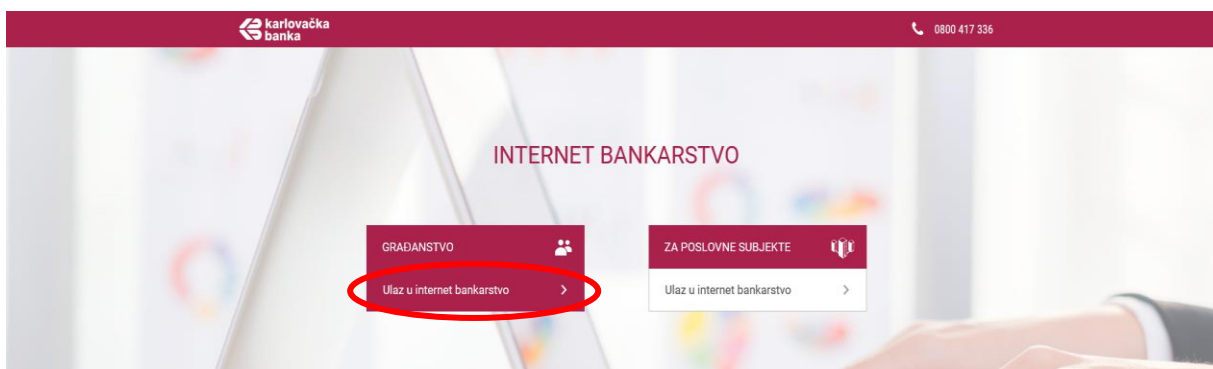 karlovačka
banka
0800 417 336
INTERNET BANKARSTVO
GRAĐANSTVO
Ulaz u internet bankarstvo
ZA POSLOVNE SUBJEKTE
Ulaz u internet bankarstvo